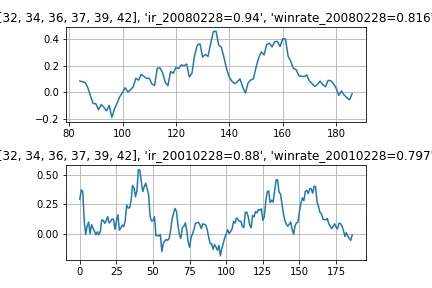 [32, 34, 36, 37, 39, 42], 'ir_20080228=0.94', 'winrate_20080228=0.816'
0.4
0.2
0.0
−0.2
80 100 120 140 160 180
[32, 34, 36, 37, 39, 42], 'ir_20010228=0.88', 'winrate_20010228=0.797'
0.50
0.25
0.00
0 25 50 75 100 125 150 175